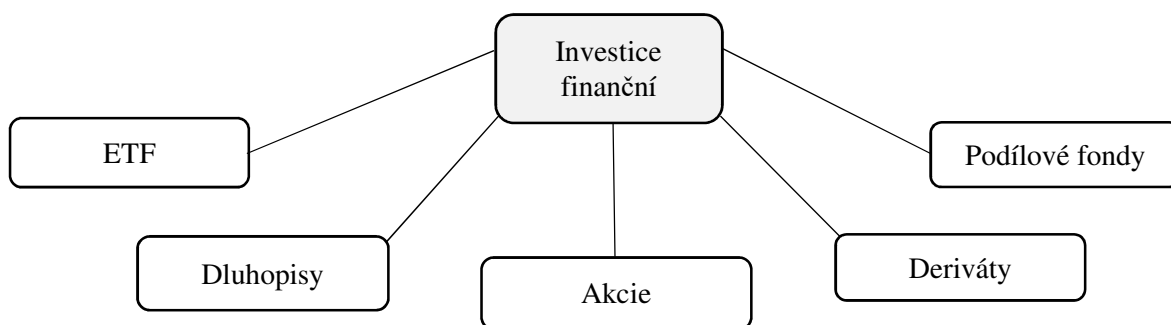 Investice
finanční
ETF
Podílové fondy
Dluhopisy
Akcie
Deriváty